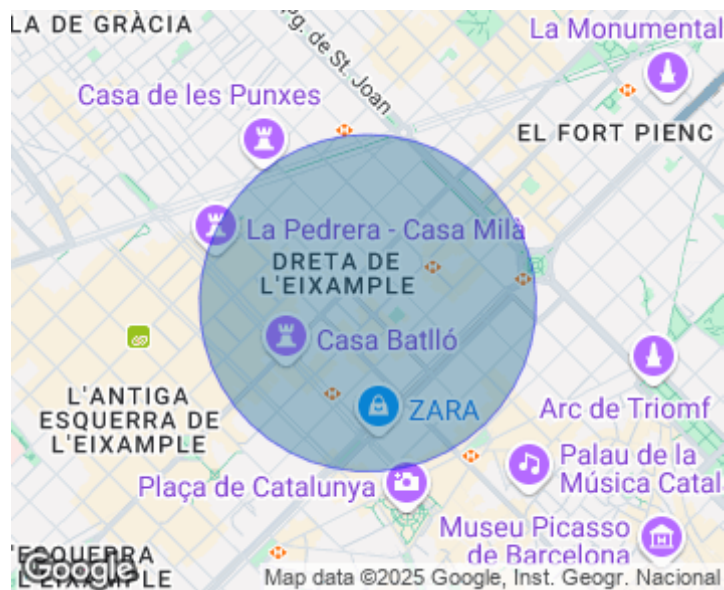 LA DE GRÀCIA
Pg. de St. Joan
La Monumental
Casa de les Punxes
EL FORT PIENC
La Pedrera - Casa Milà
DRETA DE
L'EIXAMPLE
Casa Batlló
L'ANTIGA
ESQUERRA DE
L'EIXAMPLE
ZARA
Arc de Triomf
Plaça de Catalunya
Palau de la
Música Catal
Museu Picasso
de Barcelona
'ESQUERRA
L'EIXAMPLE
Google
Map data ©2025 Google, Inst. Geogr. Nacional